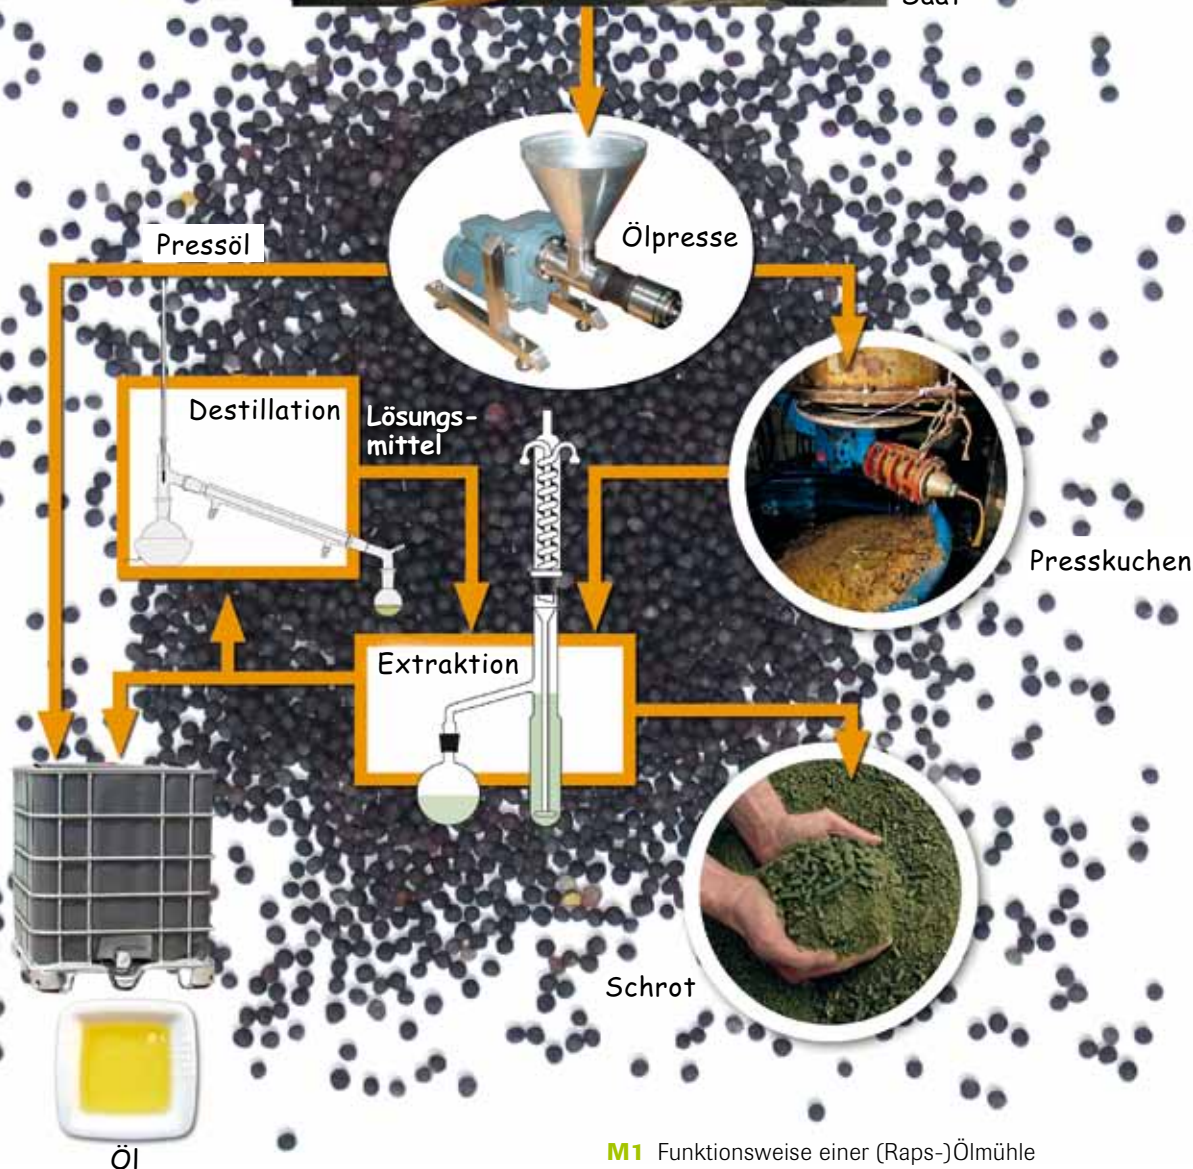 Ölpresse
Pressöl
Destillation
Lösungs-
mittel
Presskuchen
Extraktion
Schrot
Öl
M1 Funktionsweise einer (Raps-)Ölmühle